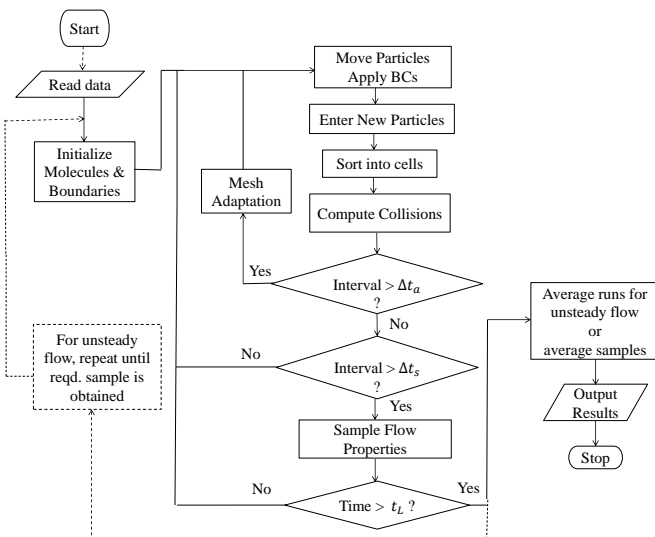 Start
Read data
Initialize
Molecules &
Boundaries
Move Particles
Apply BCs
Enter New Particles
Sort into cells
Compute Collisions
Mesh
Adaptation
Yes
Interval > Δtₐ
?
No
For unsteady
flow, repeat until
reqd. sample is
obtained
No
Interval > Δtₛ
?
Yes
Sample Flow
Properties
No
Time > t_L ?
Yes
Average runs for
unsteady flow
or
average samples
Output
Results
Stop